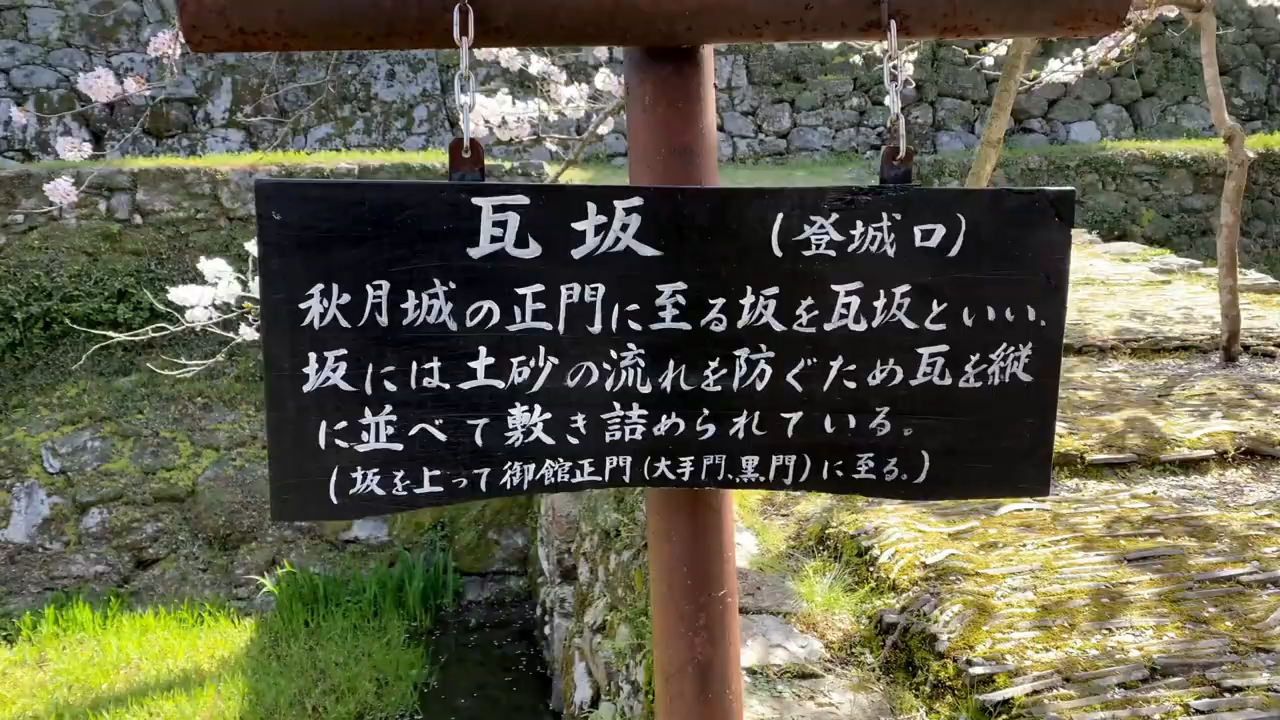 瓦坂 (登城口)
秋月城の正門に至る坂を瓦坂といい、
坂には土砂の流れを防ぐため瓦を縦
に並べて敷き詰められている。
(坂を上って御館正門(大手門、黒門)に至る。)